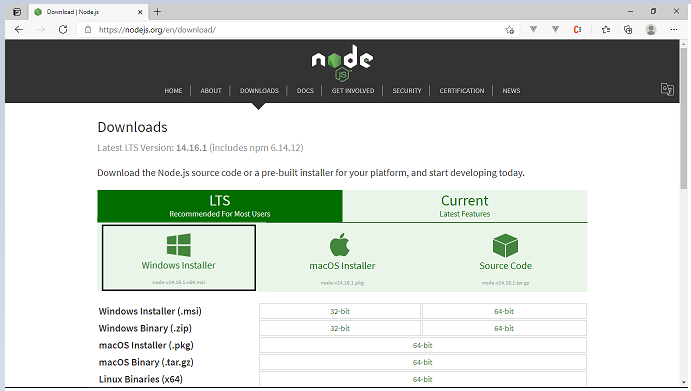 Download | Node.js
https://nodejs.org/en/download/
node
JS
HOME ABOUT DOWNLOADS DOCS GET INVOLVED SECURITY CERTIFICATION NEWS
Downloads
Latest LTS Version: 14.16.1 (includes npm 6.14.12)
Download the Node.js source code or a pre-built installer for your platform, and start developing today.
LTS
Recommended For Most Users
Current
Latest Features
Windows Installer
node-v14.16.1-x64.msi
macOS Installer
node-v14.16.1.pkg
Source Code
node-v14.16.1.tar.gz
Windows Installer (.msi) 32-bit 64-bit
Windows Binary (.zip) 32-bit 64-bit
macOS Installer (.pkg) 64-bit
macOS Binary (.tar.gz) 64-bit
Linux Binaries (x64) 64-bit